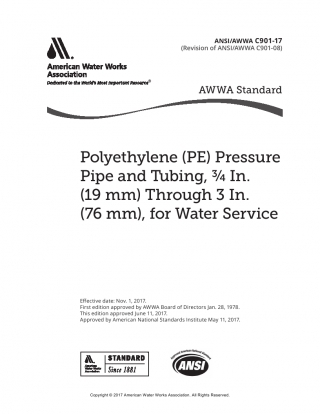 ANSI/AWWA C901-17
(Revision of ANSI/AWWA C901-08)
American Water Works
Association
Dedicated to the World's Most Important Resource®
AWWA Standard
Polyethylene (PE) Pressure
Pipe and Tubing, ¾ In.
(19 mm) Through 3 In.
(76 mm), for Water Service
Effective date: Nov. 1, 2017.
First edition approved by AWWA Board of Directors Jan. 28, 1978.
This edition approved June 11, 2017.
Approved by American National Standards Institute May 11, 2017.
American
Water Works
Association
STANDARD
Since 1881
ANSI
Copyright © 2017 American Water Works Association. All Rights Reserved.